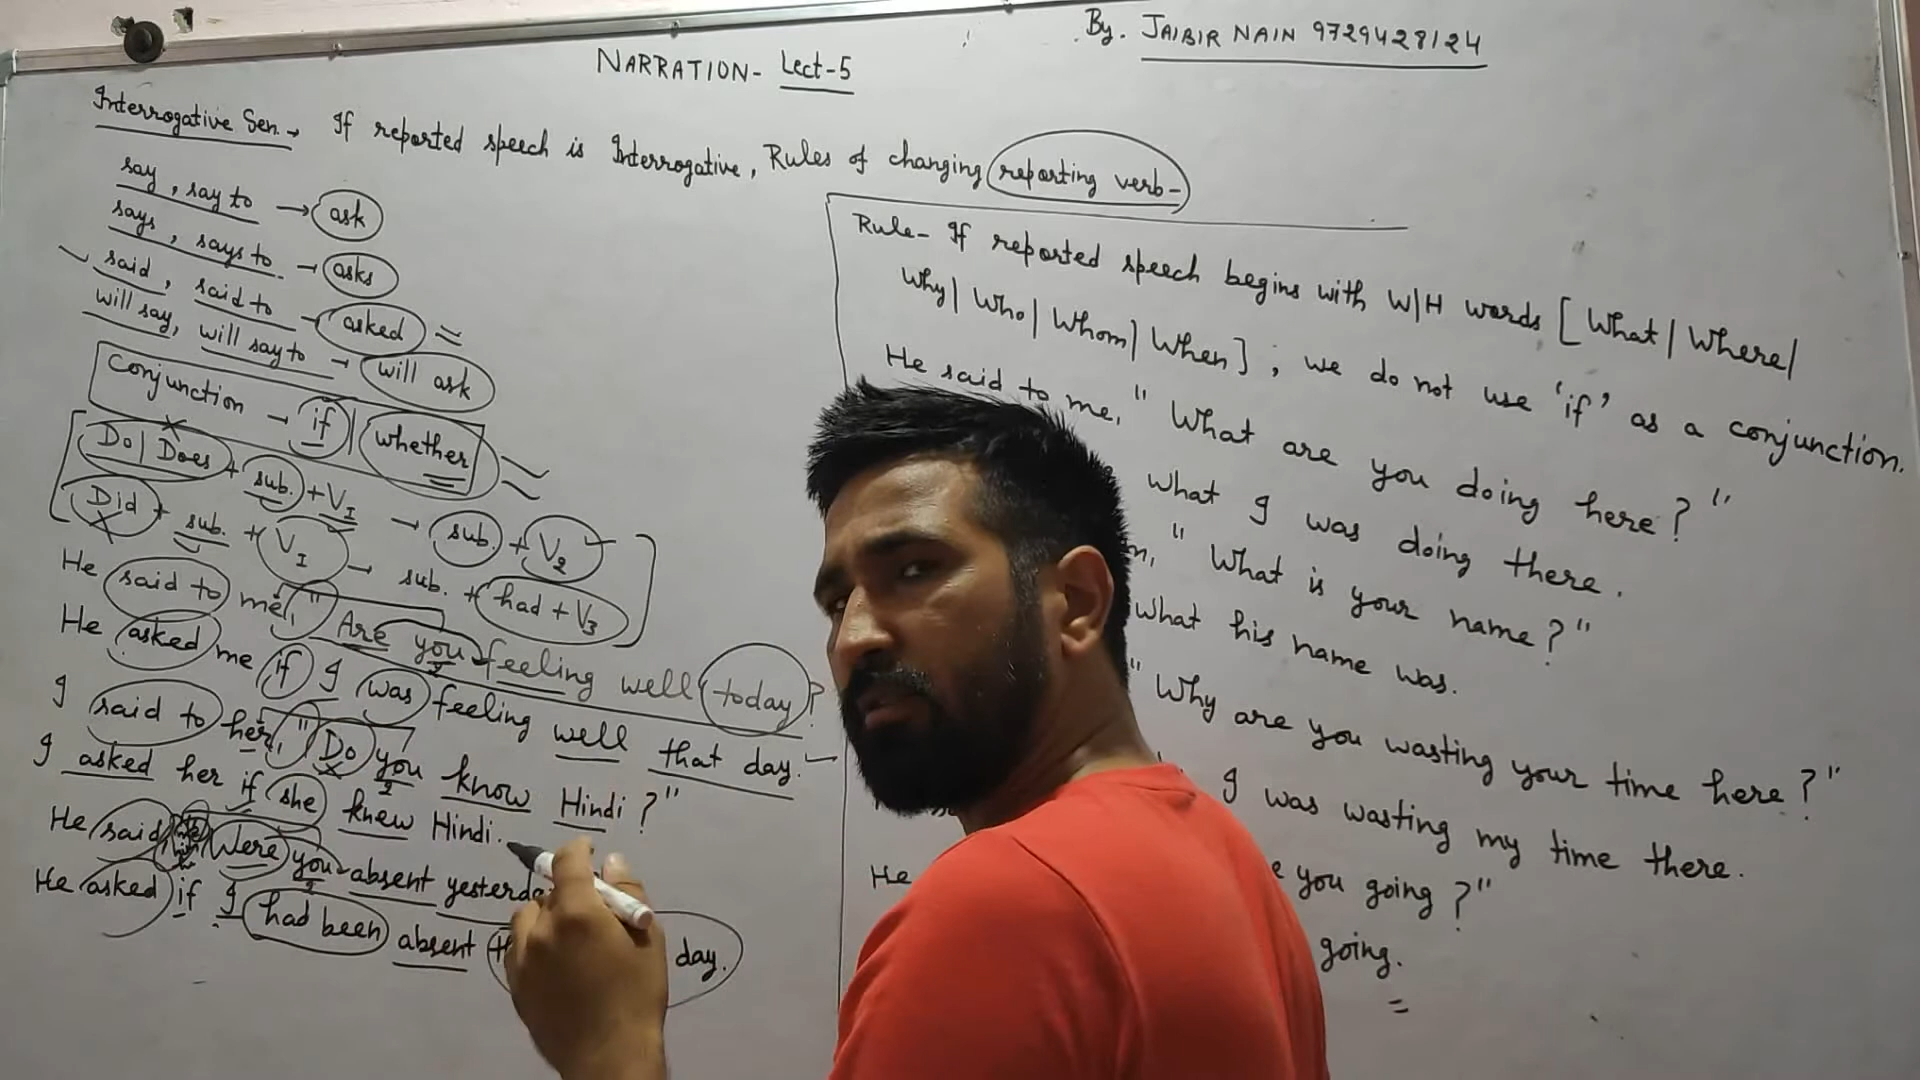 NARRATION- Lect-5
By. JAIBIR NAIN 9729428124
Interrogative Sen. → If reported speech is Interrogative, Rules of changing reporting verb-
say, say to → ask
says, says to → asks
said, said to → asked
will say, will say to → will ask
Conjunction → if | whether
Do | Does + sub. + V1 → sub. + V2
Did + sub. + V1 → sub. + had + V3
He said to me, "Are you feeling well today?
He asked me if I was feeling well that day.
I said to her, "Do you know Hindi?"
I asked her if she knew Hindi.
He said Were you absent
He asked if I had been absent day.
Rule- If reported speech begins with W/H words [What | Where |
Why | Who | Whom | When], we do not use 'if' as a conjunction.
He said to me, "What are you doing here?"
what I was doing there.
"What is your name?"
what his name was.
"Why are you wasting your time here?"
I was wasting my time there.
He you going?"
going.